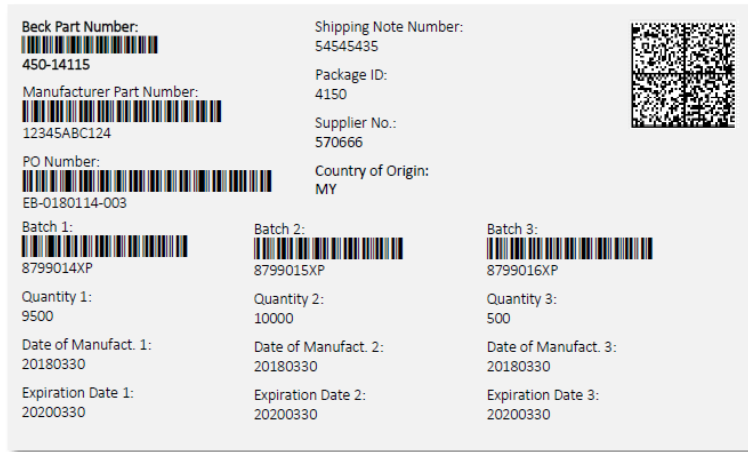 Beck Part Number:
450-14115
Manufacturer Part Number:
12345ABC124
PO Number:
EB-0180114-003
Shipping Note Number:
54545435
Package ID:
4150
Supplier No.:
570666
Country of Origin:
MY
Batch 1:
8799014XP
Quantity 1:
9500
Date of Manufact. 1:
20180330
Expiration Date 1:
20200330
Batch 2:
8799015XP
Quantity 2:
10000
Date of Manufact. 2:
20180330
Expiration Date 2:
20200330
Batch 3:
8799016XP
Quantity 3:
500
Date of Manufact. 3:
20180330
Expiration Date 3:
20200330